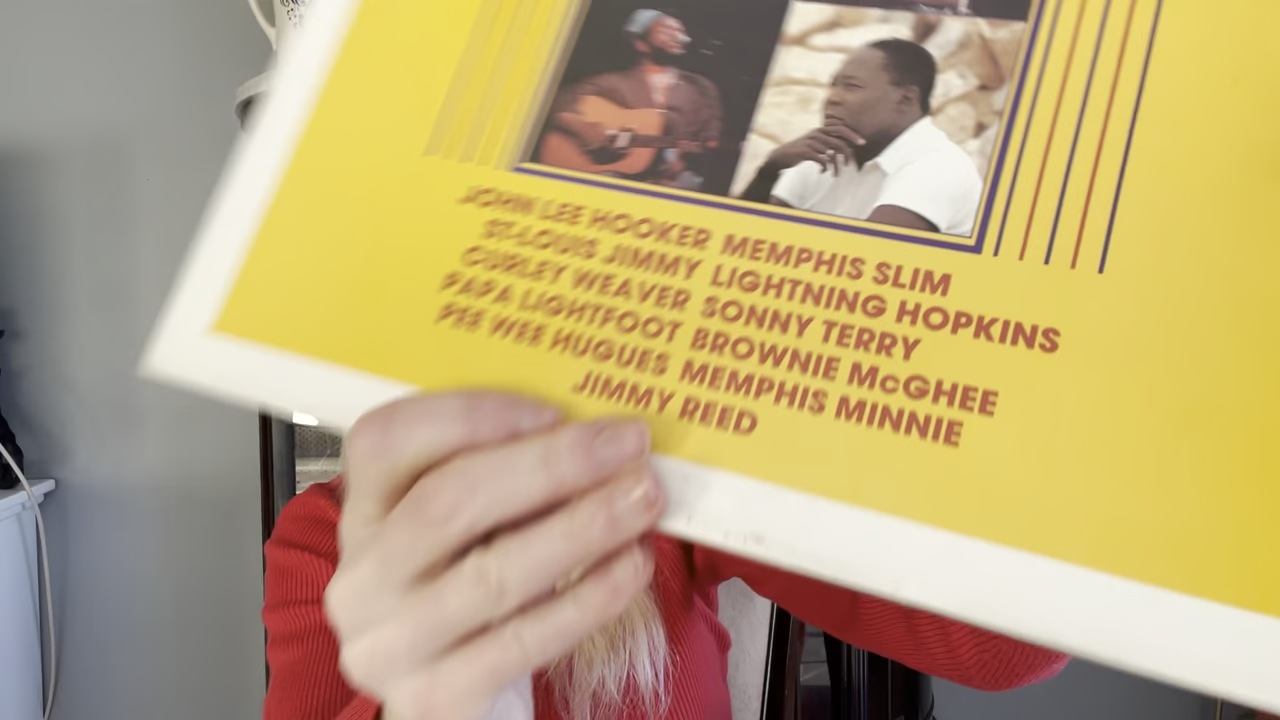 JOHN LEE HOOKER MEMPHIS SLIM
ST-LOUIS JIMMY LIGHTNING HOPKINS
CURLEY WEAVER SONNY TERRY
PAPA LIGHTFOOT BROWNIE McGHEE
PEE WEE HUGUES MEMPHIS MINNIE
JIMMY REED